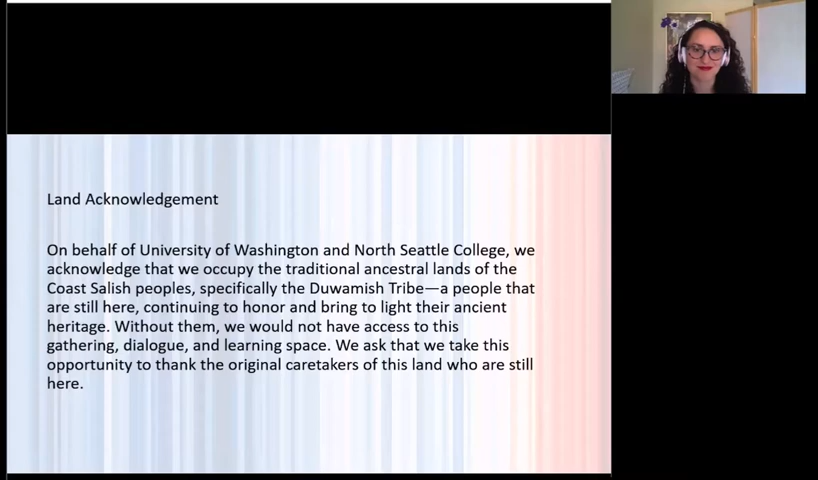 Land Acknowledgement
On behalf of University of Washington and North Seattle College, we
acknowledge that we occupy the traditional ancestral lands of the
Coast Salish peoples, specifically the Duwamish Tribe—a people that
are still here, continuing to honor and bring to light their ancient
heritage. Without them, we would not have access to this
gathering, dialogue, and learning space. We ask that we take this
opportunity to thank the original caretakers of this land who are still
here.